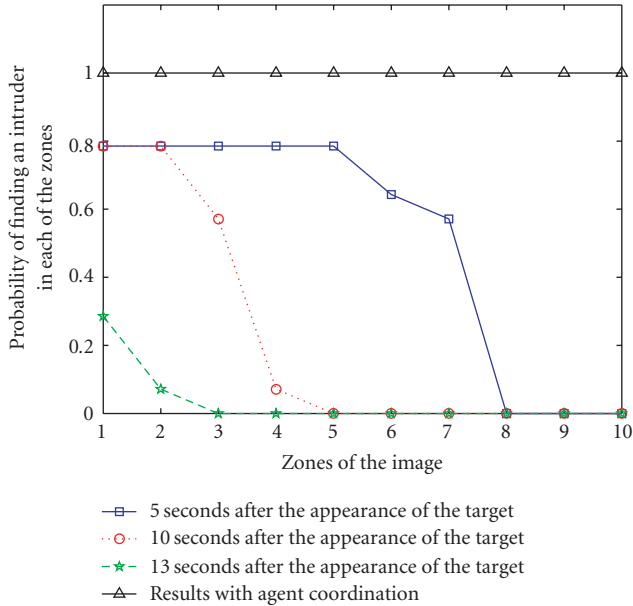 Probability of finding an intruder
in each of the zones
1
0.8
0.6
0.4
0.2
0
1 2 3 4 5 6 7 8 9 10
Zones of the image
5 seconds after the appearance of the target
10 seconds after the appearance of the target
13 seconds after the appearance of the target
Results with agent coordination